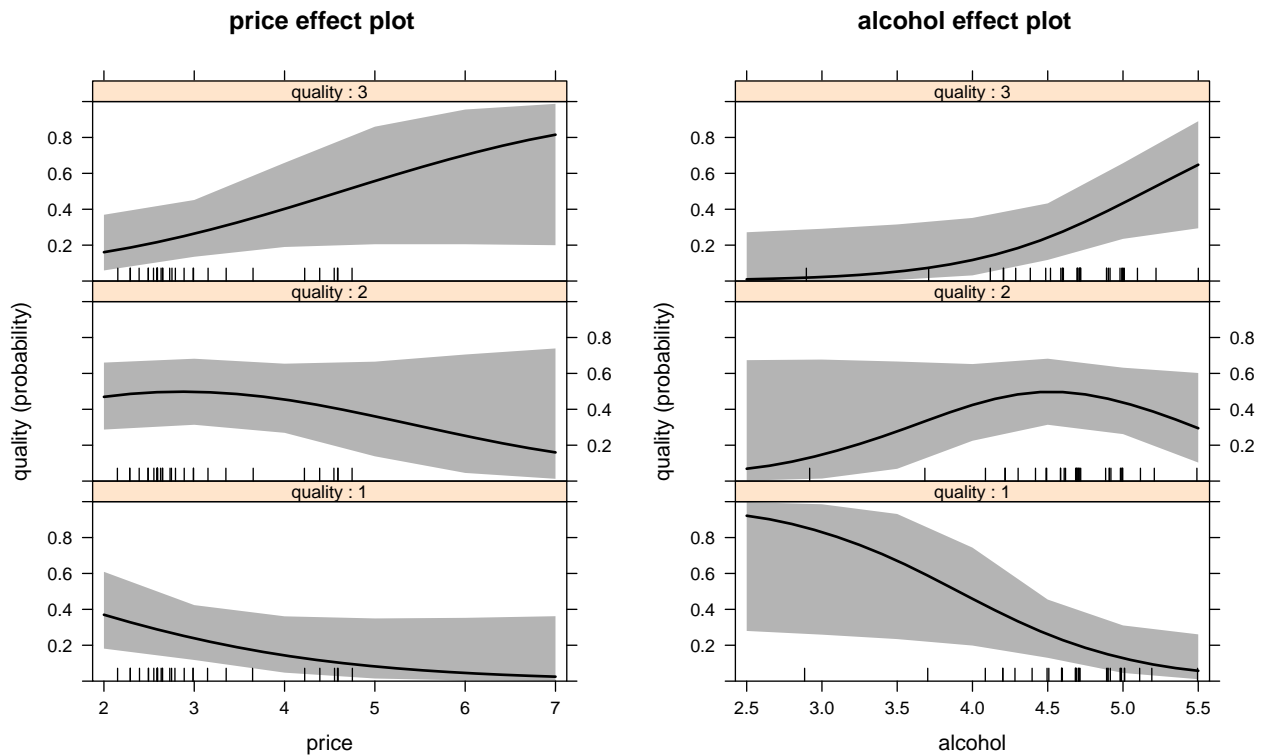 price effect plot
quality : 3
0.8
0.6
0.4
0.2
quality : 2
0.8
0.6
0.4
0.2
quality : 1
0.8
0.6
0.4
0.2
2 3 4 5 6 7
price
quality (probability)
alcohol effect plot
quality : 3
0.8
0.6
0.4
0.2
quality : 2
0.8
0.6
0.4
0.2
quality : 1
0.8
0.6
0.4
0.2
2.5 3.0 3.5 4.0 4.5 5.0 5.5
alcohol
quality (probability)